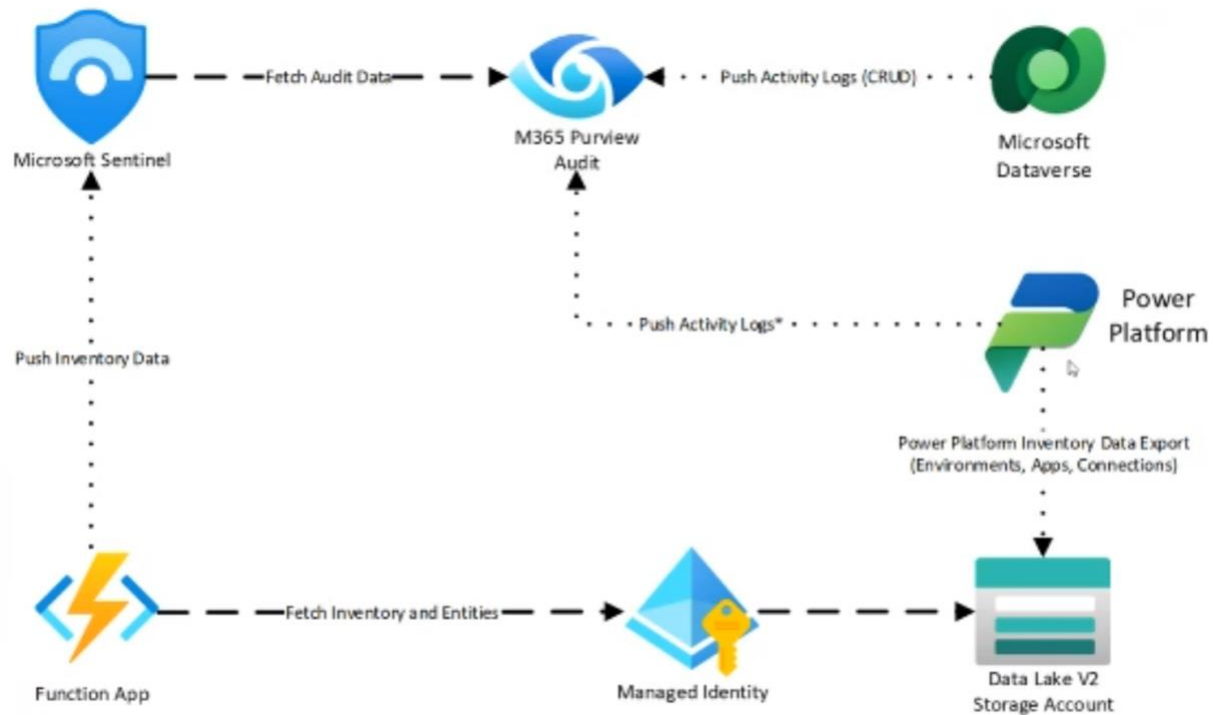 Fetch Audit Data
Push Activity Logs (CRUD)
Microsoft Sentinel
M365 Purview
Audit
Microsoft
Dataverse
Power
Platform
Push Activity Logs*
Push Inventory Data
Power Platform Inventory Data Export
(Environments, Apps, Connections)
Fetch Inventory and Entities
Function App
Managed Identity
Data Lake V2
Storage Account